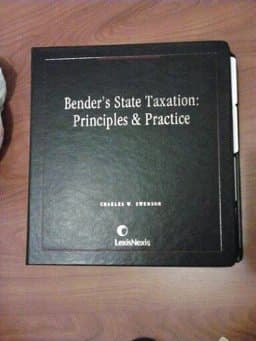 Bender's State Taxation:
Principles & Practice
CHARLES W. SWENSON
LexisNexis